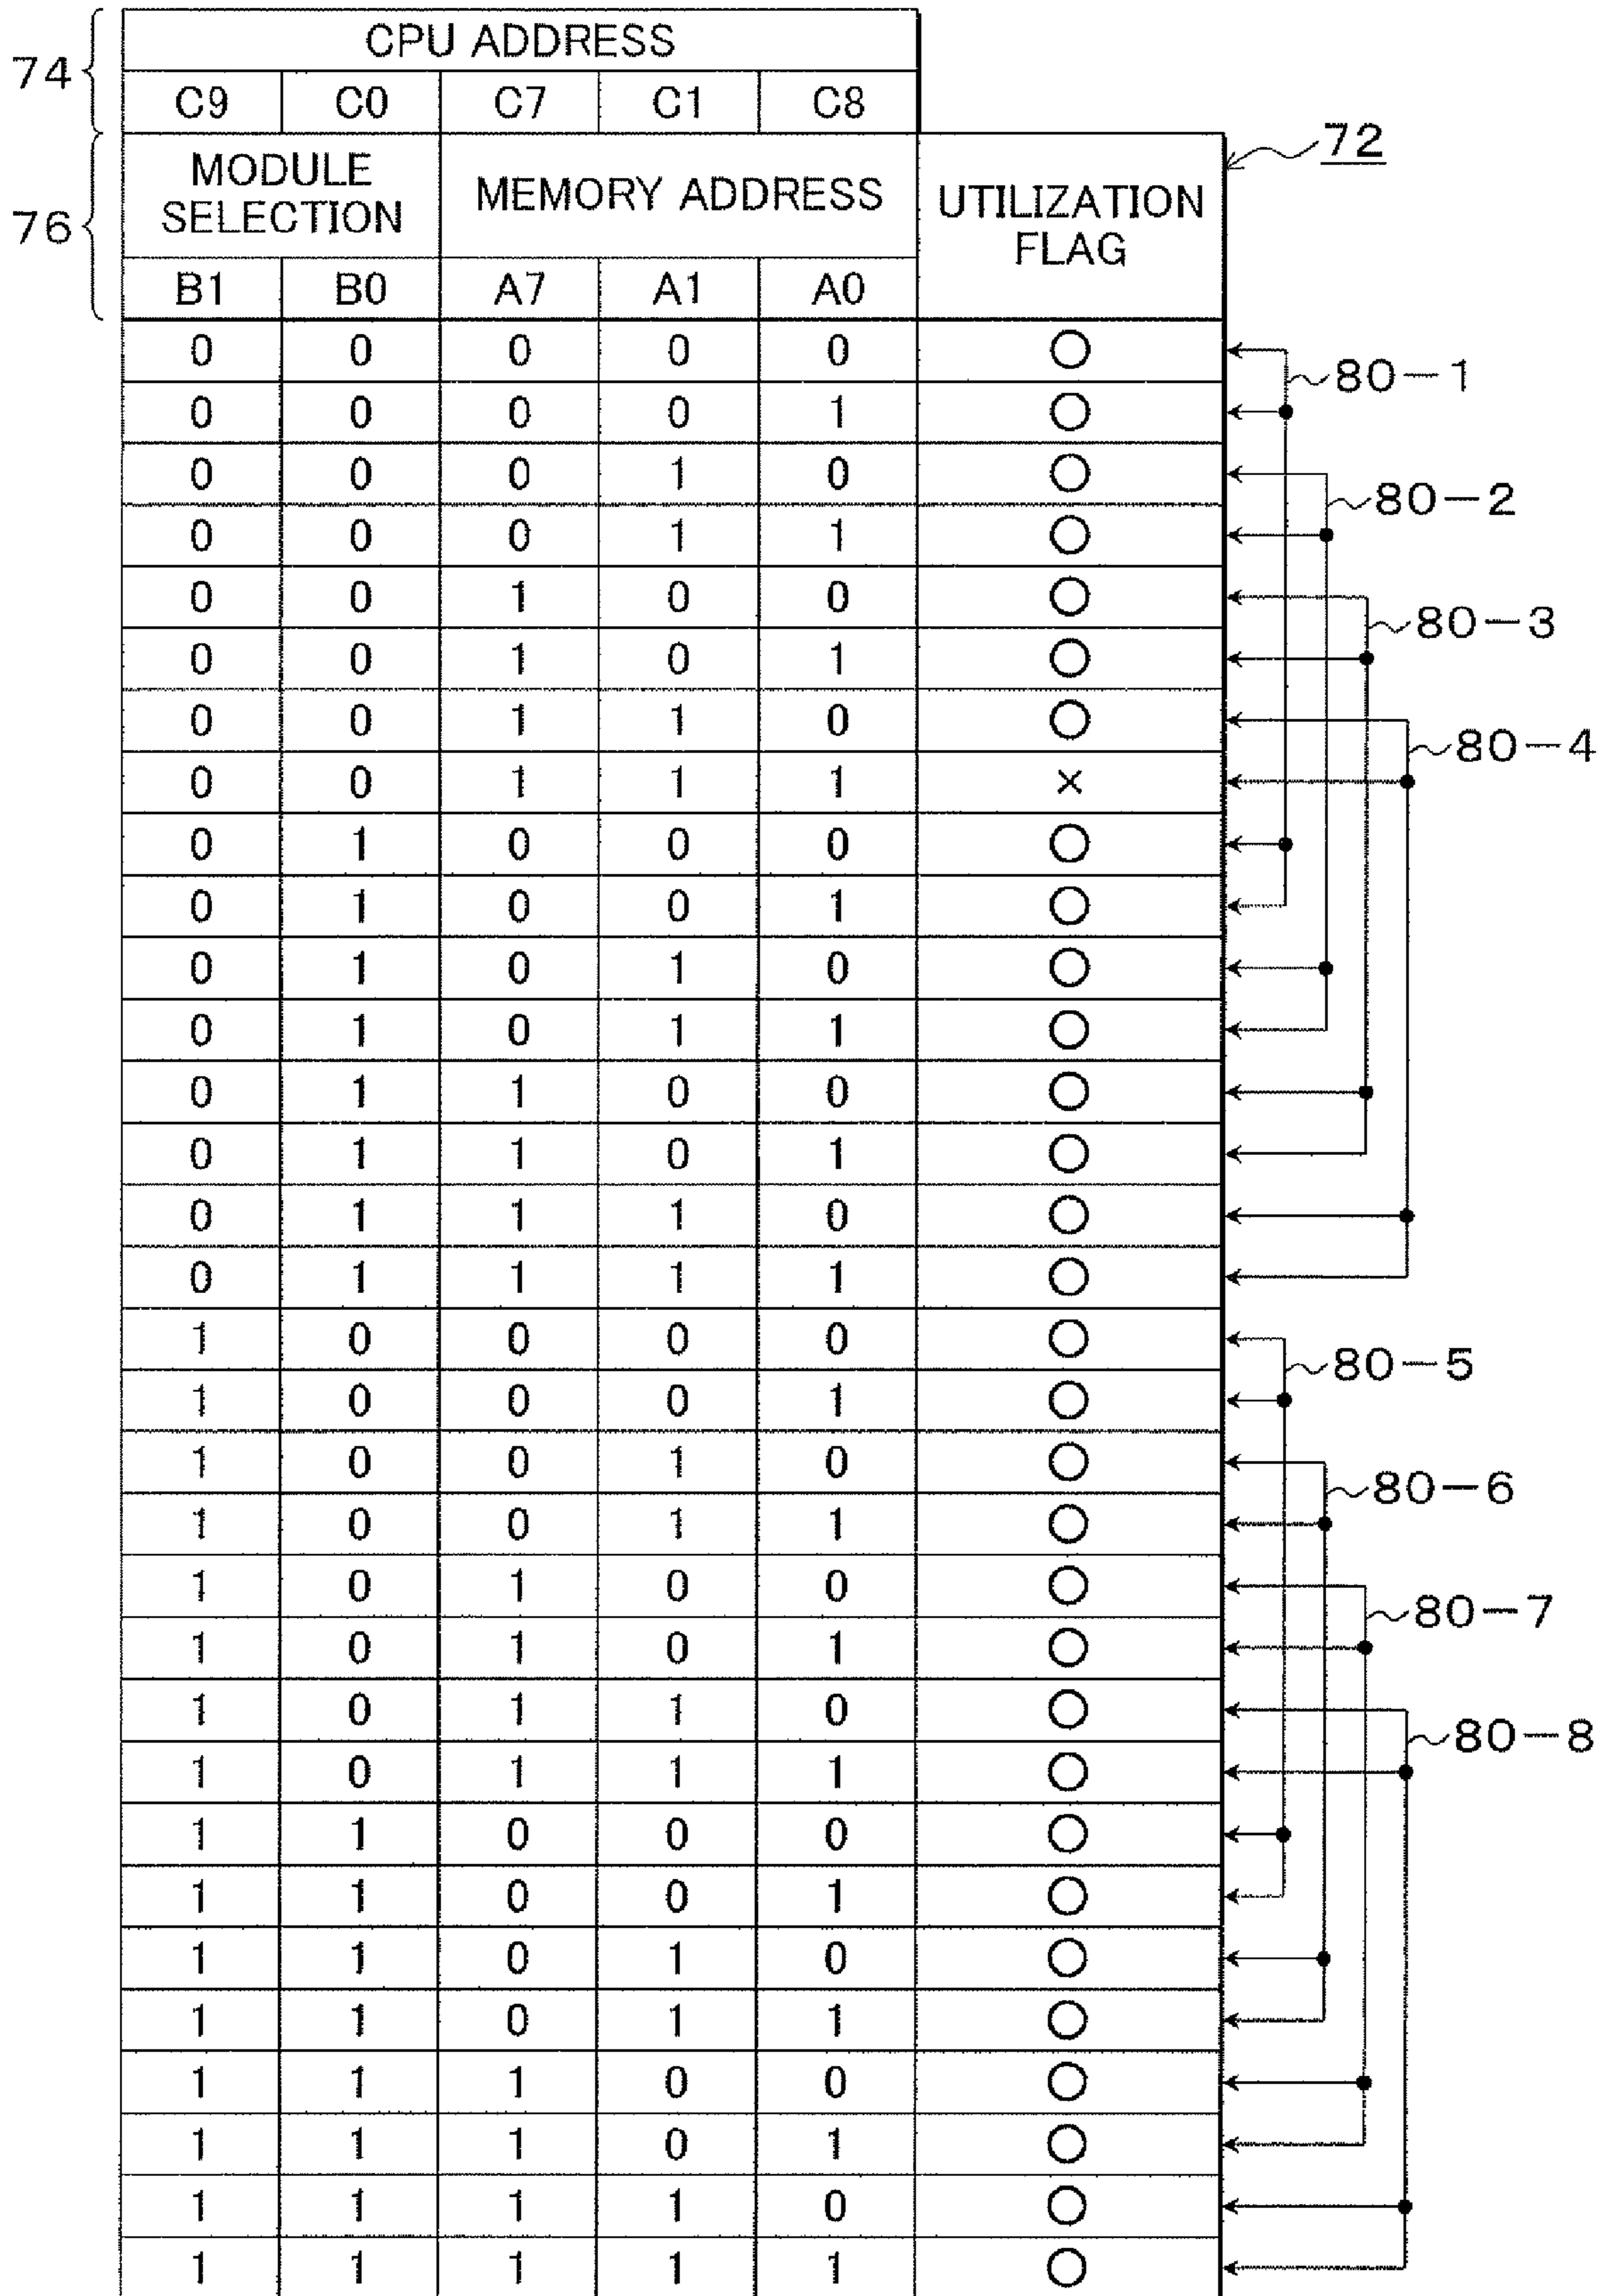 CPU ADDRESS
74
C9 C0 C7 C1 C8
72
MODULE SELECTION MEMORY ADDRESS UTILIZATION FLAG
76
B1 B0 A7 A1 A0
0 0 0 0 0 ○
80-1
0 0 0 0 1 ○
0 0 0 1 0 ○
80-2
0 0 0 1 1 ○
0 0 1 0 0 ○
80-3
0 0 1 0 1 ○
0 0 1 1 0 ○
80-4
0 0 1 1 1 ×
0 1 0 0 0 ○
0 1 0 0 1 ○
0 1 0 1 0 ○
0 1 0 1 1 ○
0 1 1 0 0 ○
0 1 1 0 1 ○
0 1 1 1 0 ○
0 1 1 1 1 ○
1 0 0 0 0 ○
80-5
1 0 0 0 1 ○
1 0 0 1 0 ○
80-6
1 0 0 1 1 ○
1 0 1 0 0 ○
80-7
1 0 1 0 1 ○
1 0 1 1 0 ○
80-8
1 0 1 1 1 ○
1 1 0 0 0 ○
1 1 0 0 1 ○
1 1 0 1 0 ○
1 1 0 1 1 ○
1 1 1 0 0 ○
1 1 1 0 1 ○
1 1 1 1 0 ○
1 1 1 1 1 ○